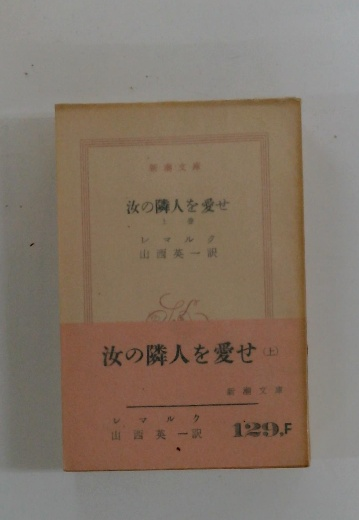 新潮文庫
汝の隣人を愛せ
上巻
レマルク
山西英一訳
汝の隣人を愛せ（上）
新潮文庫
レマルク
山西英一訳
129.F